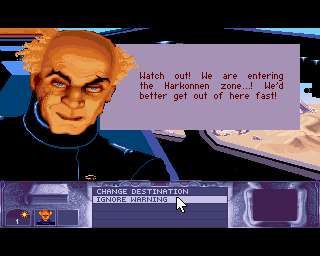 Watch out! We are entering
the Harkonnen zone...! We'd
better get out of here fast!
CHANGE DESTINATION
IGNORE WARNING
1